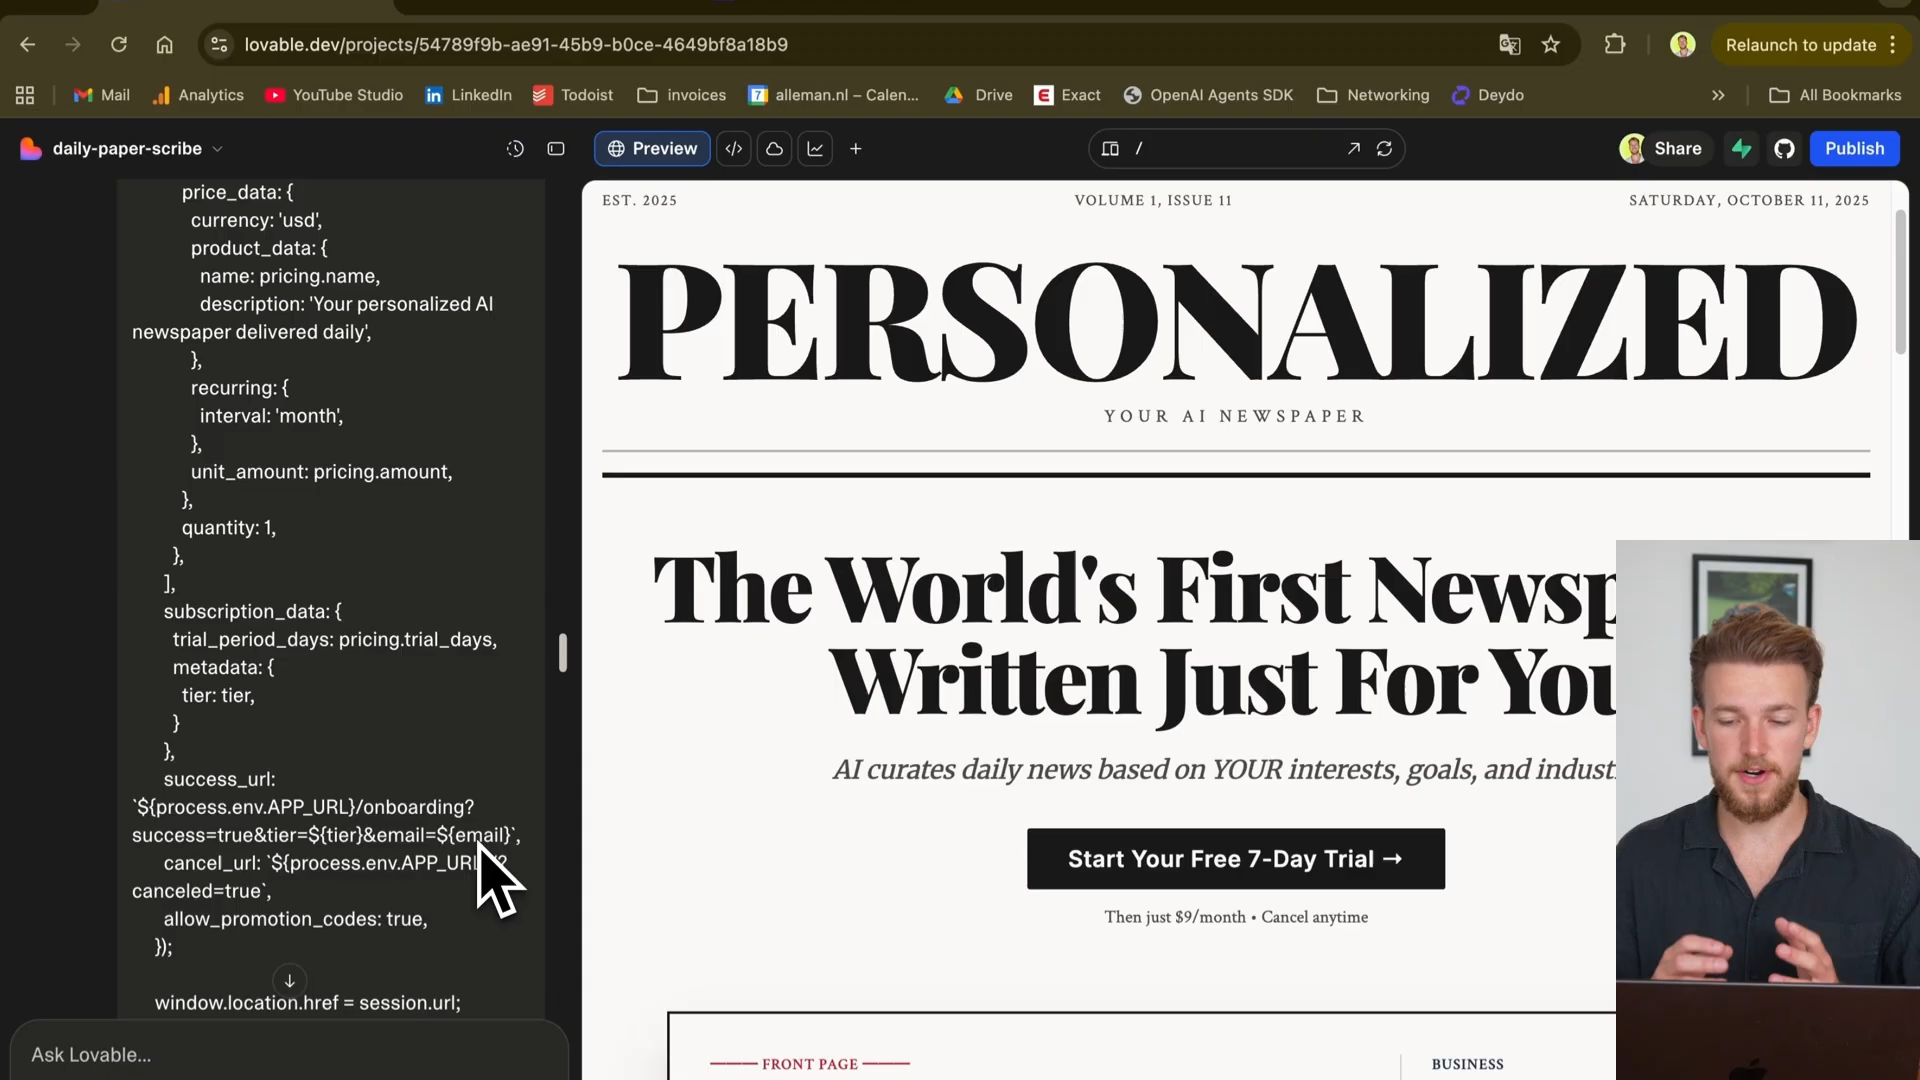 lovable.dev/projects/54789f9b-ae91-45b9-b0ce-4649bf8a18b9
Relaunch to update
Mail
Analytics
YouTube Studio
LinkedIn
Todoist
invoices
7
alleman.nl – Calen...
Drive
Exact
OpenAI Agents SDK
Networking
Deydo
»
All Bookmarks
daily-paper-scribe
Preview
/
Share
Publish
price_data: {
currency: 'usd',
product_data: {
name: pricing.name,
description: 'Your personalized AI
newspaper delivered daily',
},
recurring: {
interval: 'month',
},
unit_amount: pricing.amount,
},
quantity: 1,
},
],
subscription_data: {
trial_period_days: pricing.trial_days,
metadata: {
tier: tier,
}
},
success_url:
`${process.env.APP_URL}/onboarding?
success=true&tier=${tier}&email=${email}`,
cancel_url: `${process.env.APP_URL
canceled=true`,
allow_promotion_codes: true,
});
window.location.href = session.url;
Ask Lovable...
EST. 2025
VOLUME 1, ISSUE 11
SATURDAY, OCTOBER 11, 2025
PERSONALIZED
YOUR AI NEWSPAPER
The World's First Newsp
Written Just For You
AI curates daily news based on YOUR interests, goals, and indust
Start Your Free 7-Day Trial →
Then just $9/month • Cancel anytime
FRONT PAGE
BUSINESS